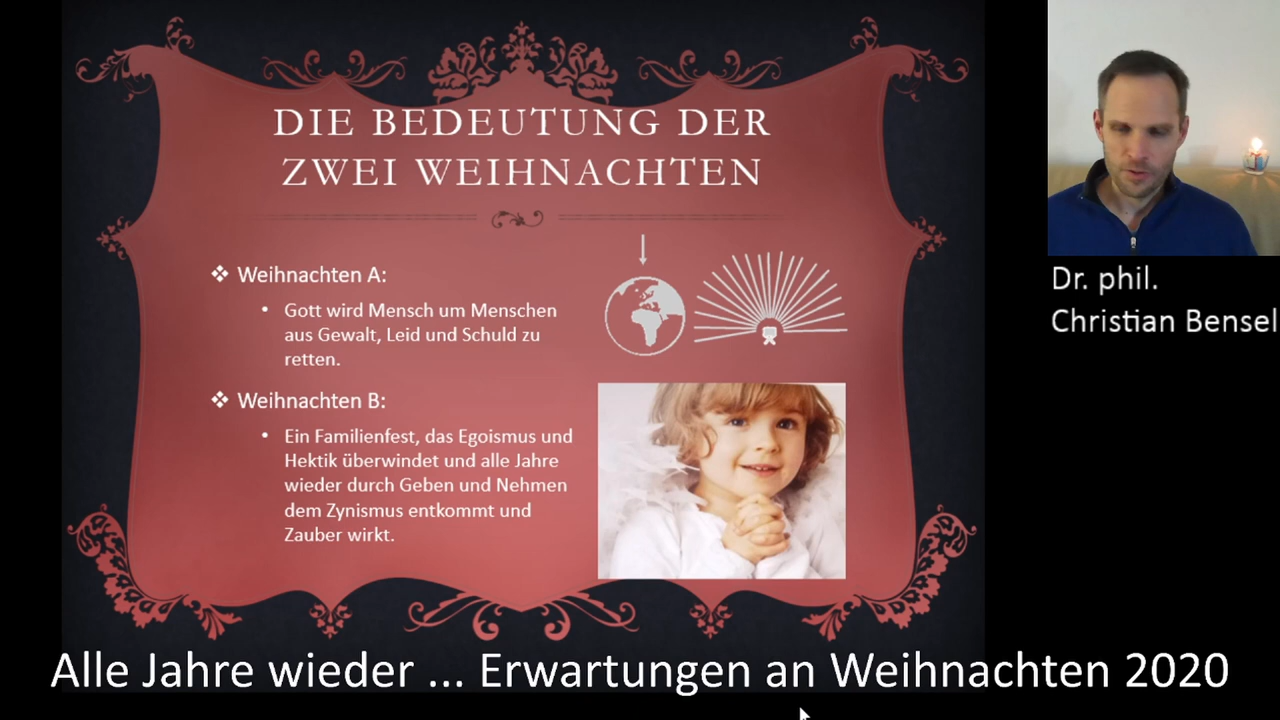 DIE BEDEUTUNG DER
ZWEI WEIHNACHTEN
Weihnachten A:
Gott wird Mensch um Menschen
aus Gewalt, Leid und Schuld zu
retten.
Weihnachten B:
Ein Familienfest, das Egoismus und
Hektik überwindet und alle Jahre
wieder durch Geben und Nehmen
dem Zynismus entkommt und
Zauber wirkt.
Dr. phil.
Christian Bensel
Alle Jahre wieder ... Erwartungen an Weihnachten 2020